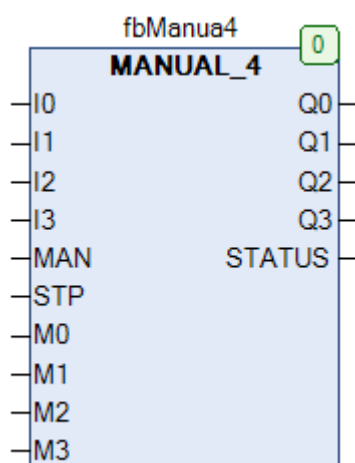 fbManua4
0
MANUAL_4
I0 Q0
I1 Q1
I2 Q2
I3 Q3
MAN STATUS
STP
M0
M1
M2
M3